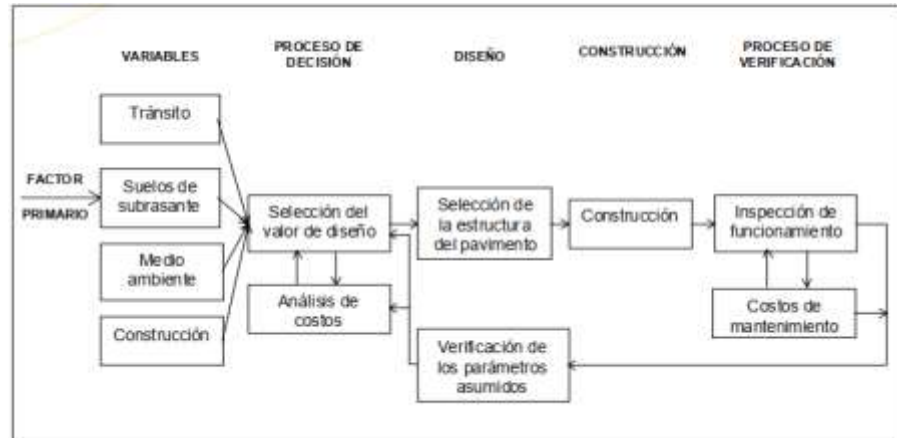 VARIABLES
PROCESO DE
DECISIÓN
DISEÑO
CONSTRUCCIÓN
PROCESO DE
VERIFICACIÓN
Tránsito
FACTOR
PRIMARIO
Suelos de
subrasante
Medio
ambiente
Construcción
Selección del
valor de diseño
Análisis de
costos
Selección de
la estructura
del pavimento
Verificación de
los parámetros
asumidos
Construcción
Inspección de
funcionamiento
Costos de
mantenimiento